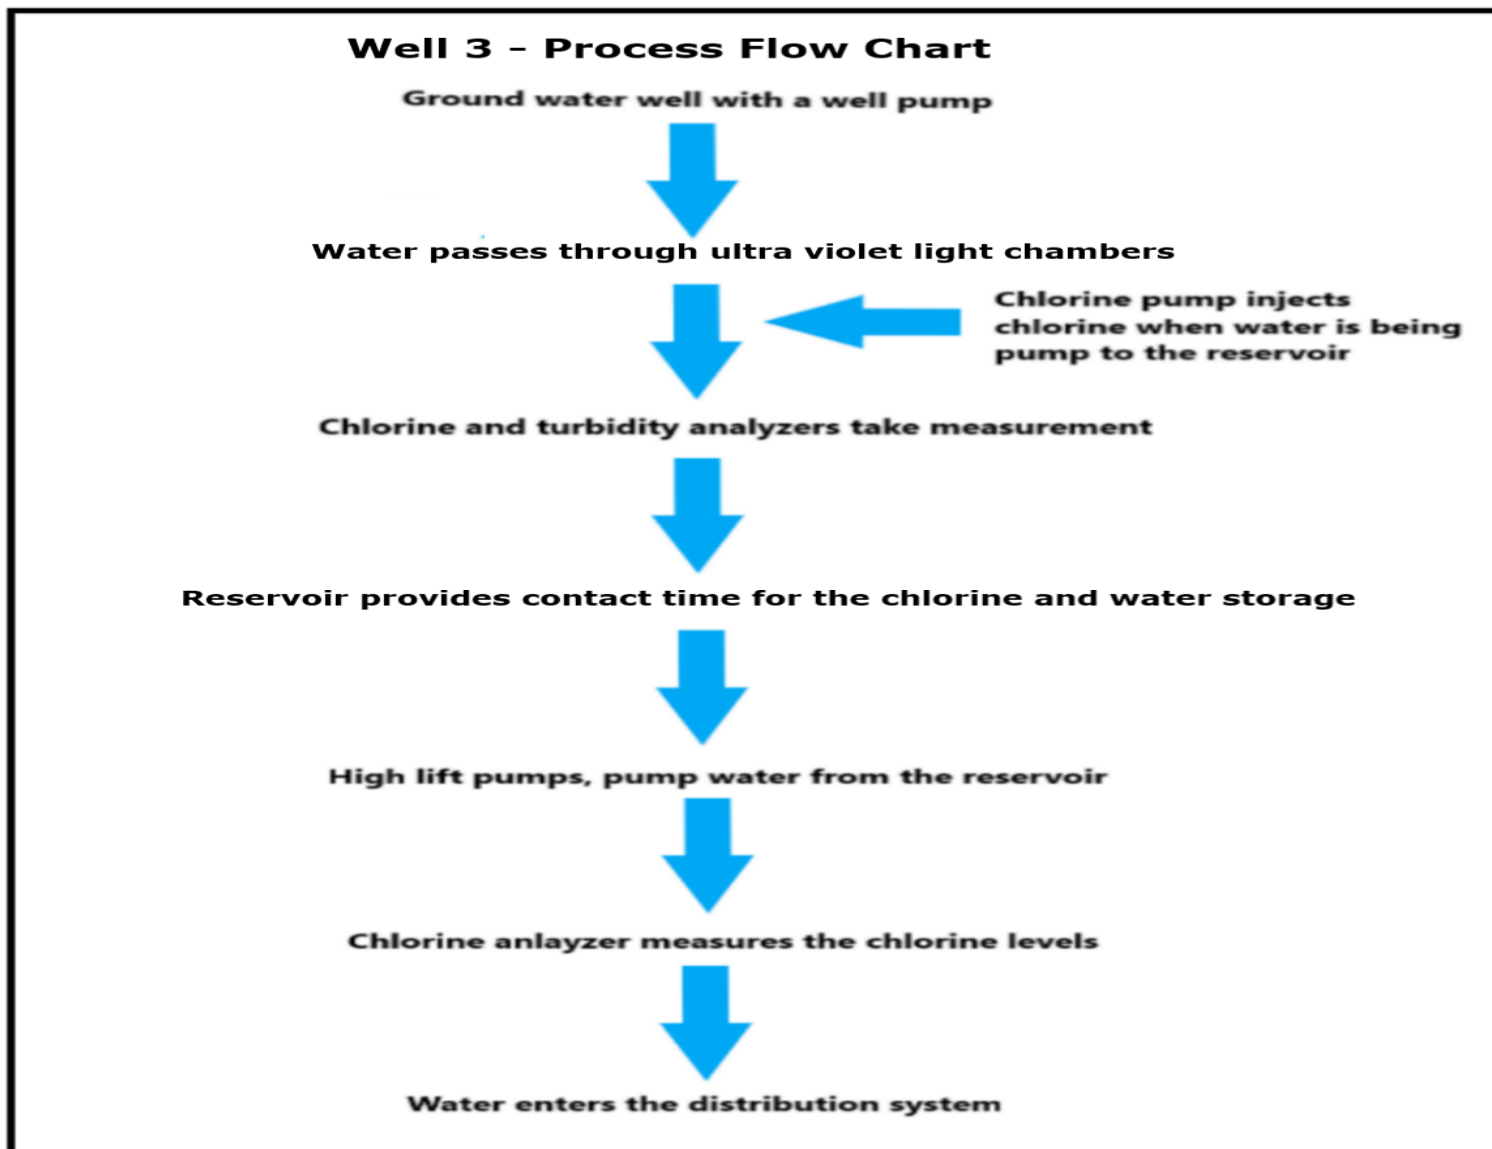 Well 3 – Process Flow Chart
Ground water well with a well pump
Water passes through ultra violet light chambers
Chlorine pump injects
chlorine when water is being
pump to the reservoir
Chlorine and turbidity analyzers take measurement
Reservoir provides contact time for the chlorine and water storage
High lift pumps, pump water from the reservoir
Chlorine anlayzer measures the chlorine levels
Water enters the distribution system